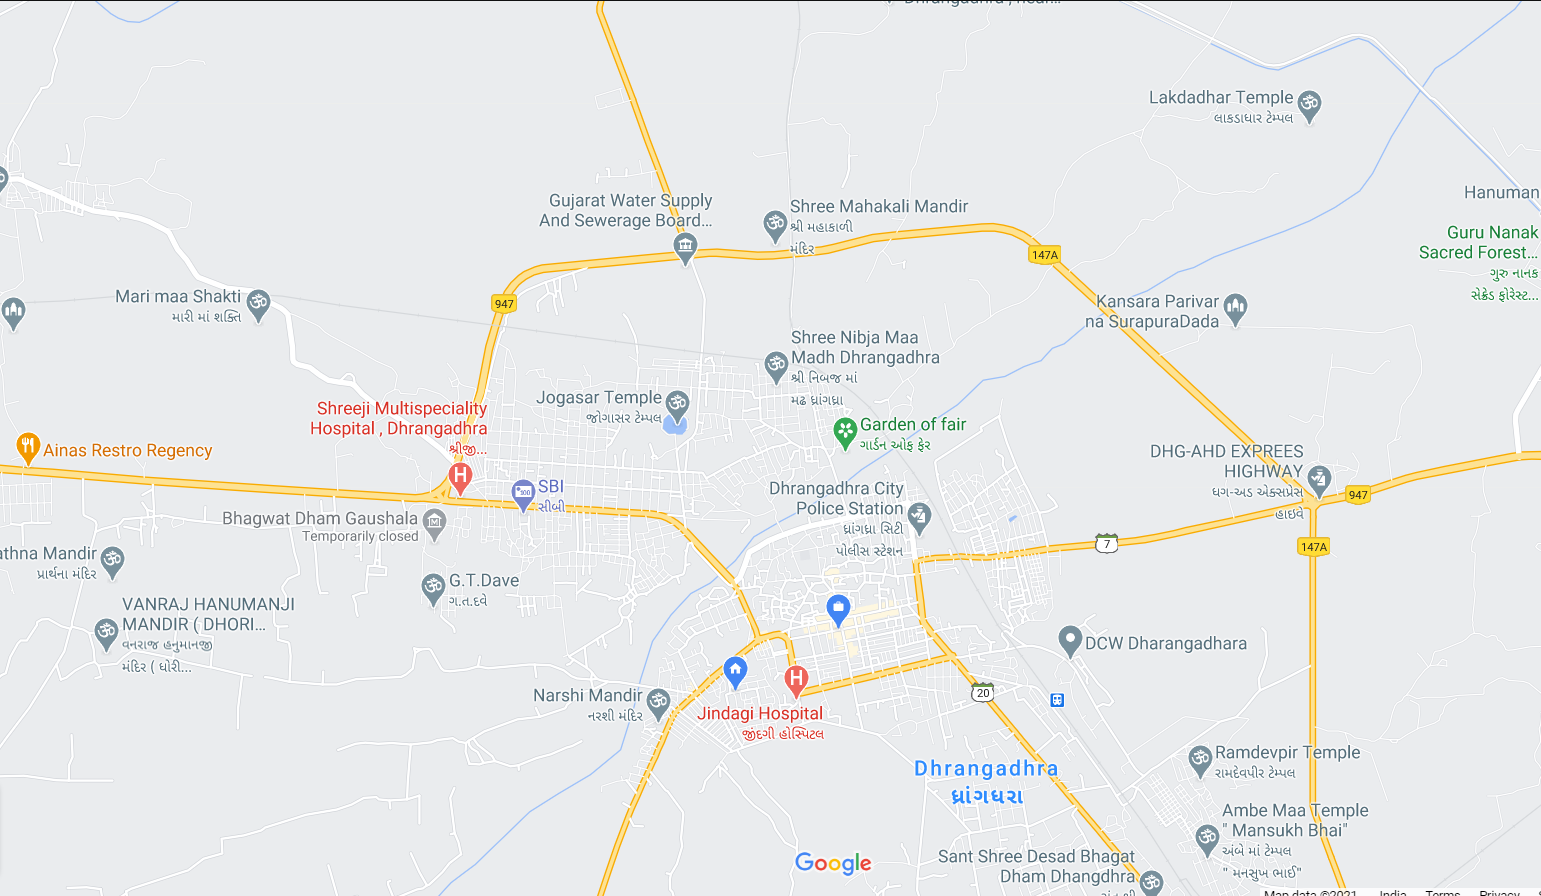 Dhrangadhra , near...
Lakdadhar Temple
લાકડાધાર ટેમ્પલ
Hanuman
Gujarat Water Supply
And Sewerage Board...
Shree Mahakali Mandir
શ્રી મહાકાળી
મંદિર
147A
Guru Nanak
Sacred Forest...
ગુરુ નાનક
સેક્રેડ ફોરેસ્ટ...
Mari maa Shakti
મારી માં શક્તિ
947
Kansara Parivar
na SurapuraDada
Shree Nibja Maa
Madh Dhrangadhra
શ્રી નિબજ માં
મઢ ધ્રાંગધ્રા
Jogasar Temple
જોગાસર ટેમ્પલ
Shreeji Multispeciality
Hospital , Dhrangadhra
શ્રીજી...
Garden of fair
ગાર્ડન ઓફ ફેર
Ainas Restro Regency
DHG-AHD EXPREES
HIGHWAY
ધગ-અડ એક્સપ્રેસ
હાઇવે
947
SBI
સીબી
Dhrangadhra City
Police Station
ધ્રાંગધ્રા સિટી
પોલીસ સ્ટેશન
Bhagwat Dham Gaushala
Temporarily closed
7
147A
athna Mandir
પ્રાર્થના મંદિર
G.T.Dave
ગ.ત.દવે
VANRAJ HANUMANJI
MANDIR ( DHORI...
વનરાજ હનુમાનજી
મંદિર ( ધોરી...
DCW Dharangadhara
Narshi Mandir
નરશી મંદિર
20
Jindagi Hospital
જીંદગી હોસ્પિટલ
Dhrangadhra
ધ્રાંગધરા
Ramdevpir Temple
રામદેવપીર ટેમ્પલ
Ambe Maa Temple
" Mansukh Bhai"
અંબે માં ટેમ્પલ
" મનસુખ ભાઈ"
Google
Sant Shree Desad Bhagat
Dham Dhangdhra
Map data ©2021 India Terms Privacy